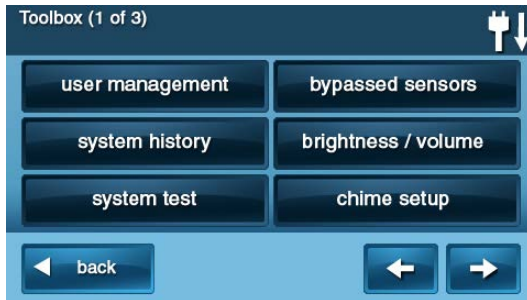 Toolbox (1 of 3)
user management
bypassed sensors
system history
brightness / volume
system test
chime setup
back